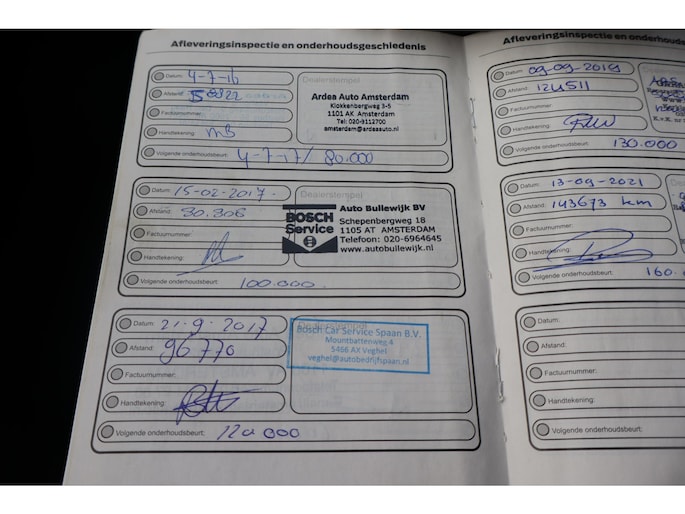 Afleveringsinspectie en onderhoudsgeschiedenis
Datum: 4-7-16
Afstand:
Factuurnummer:
Handtekening: MB
Volgende onderhoudsbeurt: 4-7-17/ 80.000
Dealerstempel
Ardea Auto Amsterdam
Klokkenbergweg 3-5
1101 AK Amsterdam
Tel: 020-3112700
amsterdam@ardeaauto.nl
Datum: 15-02-2017-
Afstand:
Factuurnummer:
Handtekening:
Volgende onderhoudsbeurt: 100.000.
Dealerstempel
BOSCH
Service
Auto Bullewijk BV
Schepenbergweg 18
1105 AT AMSTERDAM
Telefoon: 020-6964645
www.autobullewijk.nl
Datum: 21-9-2017
Afstand: 96770
Factuurnummer:
Handtekening:
Volgende onderhoudsbeurt: 120 000
Dealerstempel
Bosch Car Service Spaan B.V.
Mountbattenweg 4
5466 AX Veghel
veghel@autobedrijfspaan.nl
Afleveringsinspectie en onderhouds
Datum: 09-09-2019
Afstand: 124511
Factuurnummer:
Handtekening:
Volgende onderhoudsbeurt: 130.000
Datum: 13-09-2021
Afstand: 143673 km
Factuurnummer:
Handtekening:
Volgende onderhoudsbeurt: 160.
Datum:
Afstand:
Factuurnummer:
Handtekening:
Volgende onderhoudsbeurt: